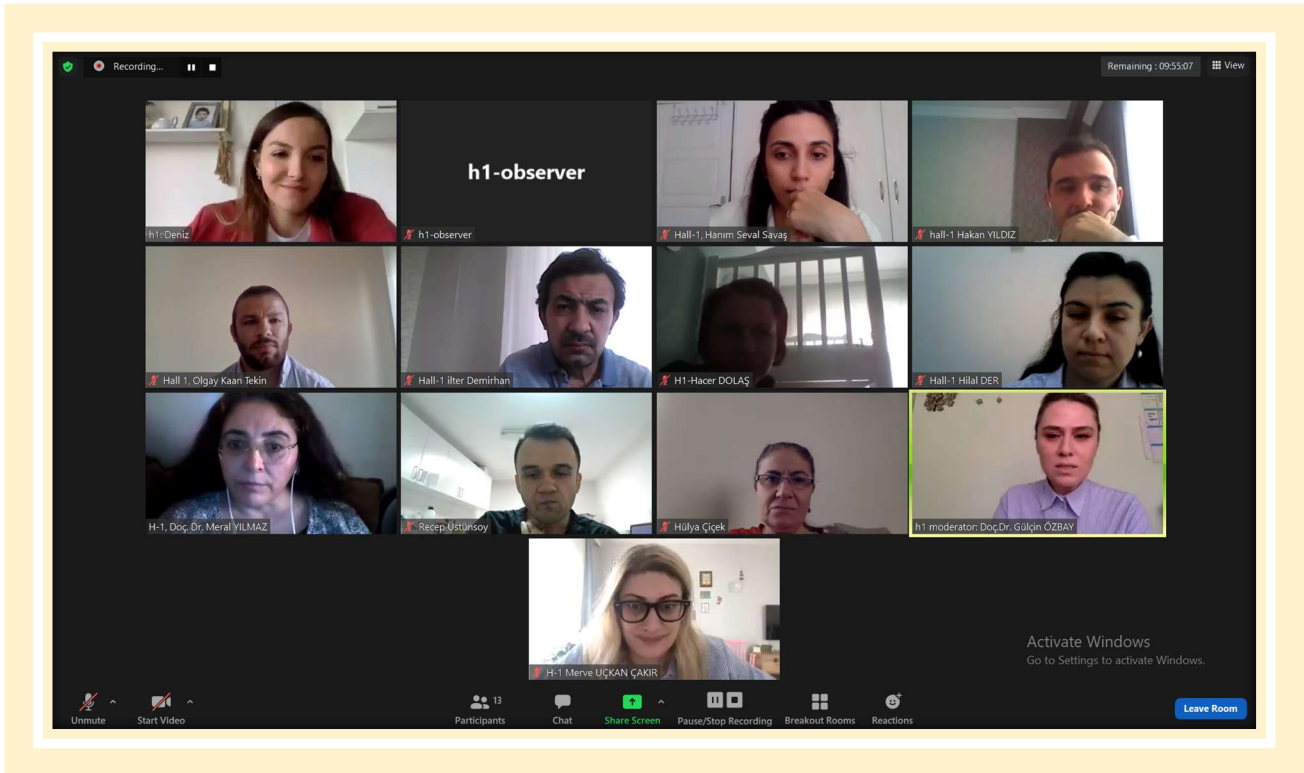 Recording...
Remaining : 09:55:07
View
h1: Deniz
h1-observer
h1-observer
Hall-1, Hanım Seval Savaş
hall-1 Hakan YILDIZ
Hall 1, Olgay Kaan Tekin
Hall-1 ilter Demirhan
H1-Hacer DOLAŞ
Hall-1 Hilal DER
H-1, Doç. Dr. Meral YILMAZ
Recep Üstünsoy
Hülya Çiçek
h1 moderator: Doç.Dr. Gülçin ÖZBAY
H-1 Merve UÇKAN ÇAKIR
Activate Windows
Go to Settings to activate Windows.
Unmute
Start Video
13
Participants
Chat
Share Screen
Pause/Stop Recording
Breakout Rooms
Reactions
Leave Room